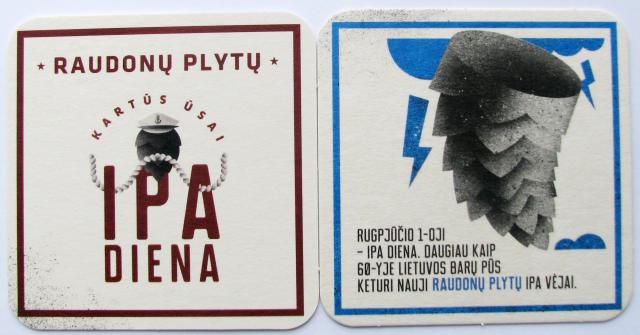 ★ RAUDONŲ PLYTŲ ★
KARTŪS ŪSAI
IPA
DIENA
RUGPJŪČIO 1-OJI
– IPA DIENA. DAUGIAU KAIP
60-YJE LIETUVOS BARŲ PŪS
KETURI NAUJI RAUDONŲ PLYTŲ IPA VĖJAI.